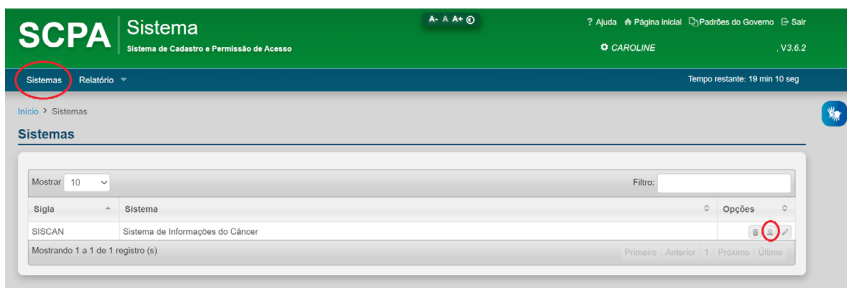 SCPA Sistema
Sistema de Cadastro e Permissão de Acesso
A- A A+
? Ajuda Página Inicial Padrões do Governo Sair
CAROLINE , V3.6.2
Sistemas Relatório Tempo restante: 19 min 10 seg
Início > Sistemas
Sistemas
Mostrar 10 Filtro:
Sigla Sistema Opções
SISCAN Sistema de Informações do Câncer
Mostrando 1 a 1 de 1 registro (s) Primeiro Anterior 1 Próximo Último